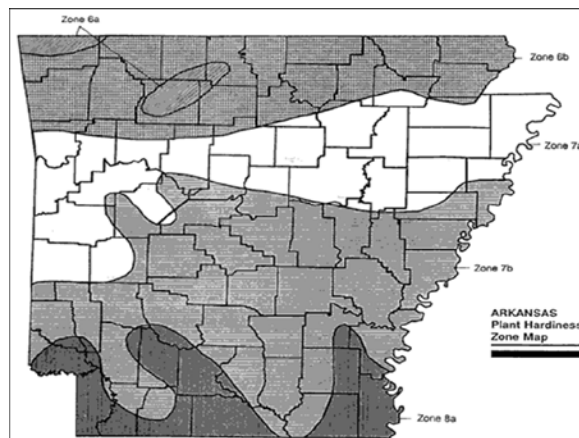 Zone 6a
Zone 6b
Zone 7a
Zone 7b
ARKANSAS
Plant Hardiness
Zone Map
Zone 8a